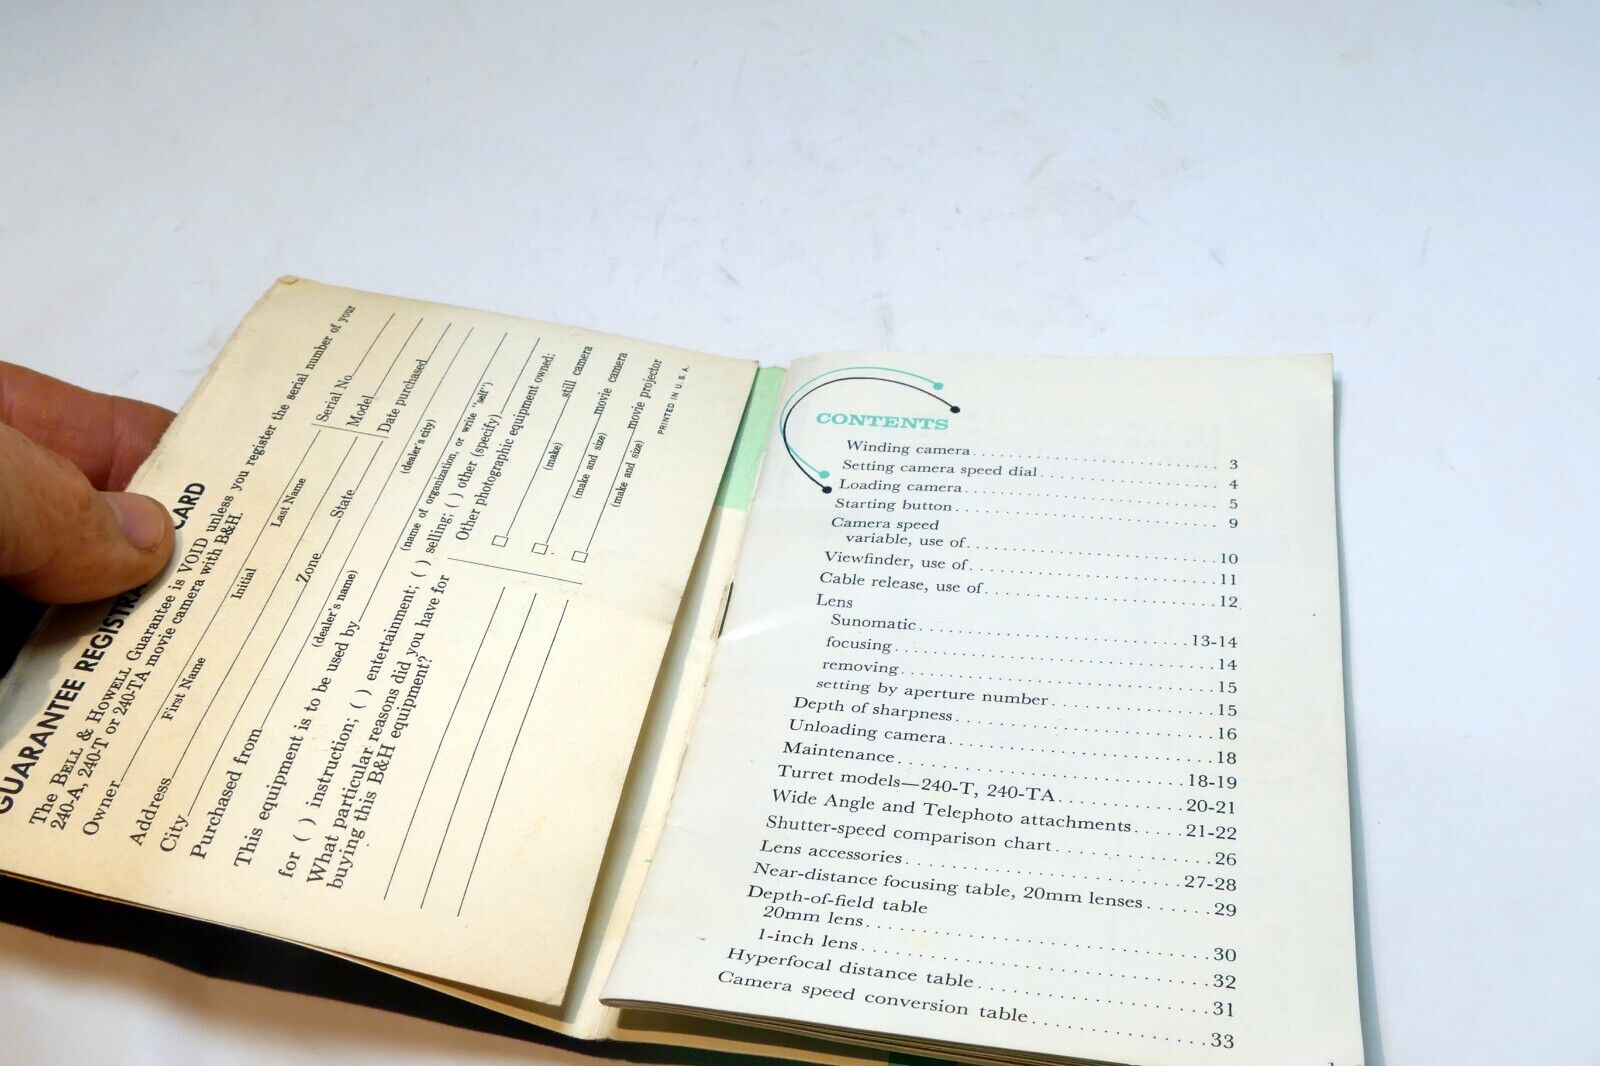 GUARANTEE REGISTRA CARD
The BELL & HOWELL Guarantee is VOID unless you register the serial number of your
240-A, 240-T or 240-TA movie camera with B&H.
Owner
First Name Initial Last Name
Serial No.
Address
Model
City Zone State
Date purchased
Purchased from
(dealer's name) (dealer's city)
This equipment is to be used by
(name of organization, or write "self")
for ( ) instruction; ( ) entertainment; ( ) selling; ( ) other (specify)
What particular reasons did you have for
buying this B&H equipment?
Other photographic equipment owned:
still camera
(make)
movie camera
(make and size)
movie projector
(make and size)
PRINTED IN U.S.A.
CONTENTS
Winding camera 3
Setting camera speed dial 4
Loading camera 5
Starting button 9
Camera speed
variable, use of 10
Viewfinder, use of 11
Cable release, use of 12
Lens
Sunomatic 13-14
focusing 14
removing 15
setting by aperture number 15
Depth of sharpness 16
Unloading camera 18
Maintenance 18-19
Turret models—240-T, 240-TA 20-21
Wide Angle and Telephoto attachments 21-22
Shutter-speed comparison chart 26
Lens accessories 27-28
Near-distance focusing table, 20mm lenses 29
Depth-of-field table
20mm lens 30
1-inch lens 32
Hyperfocal distance table 31
Camera speed conversion table 33